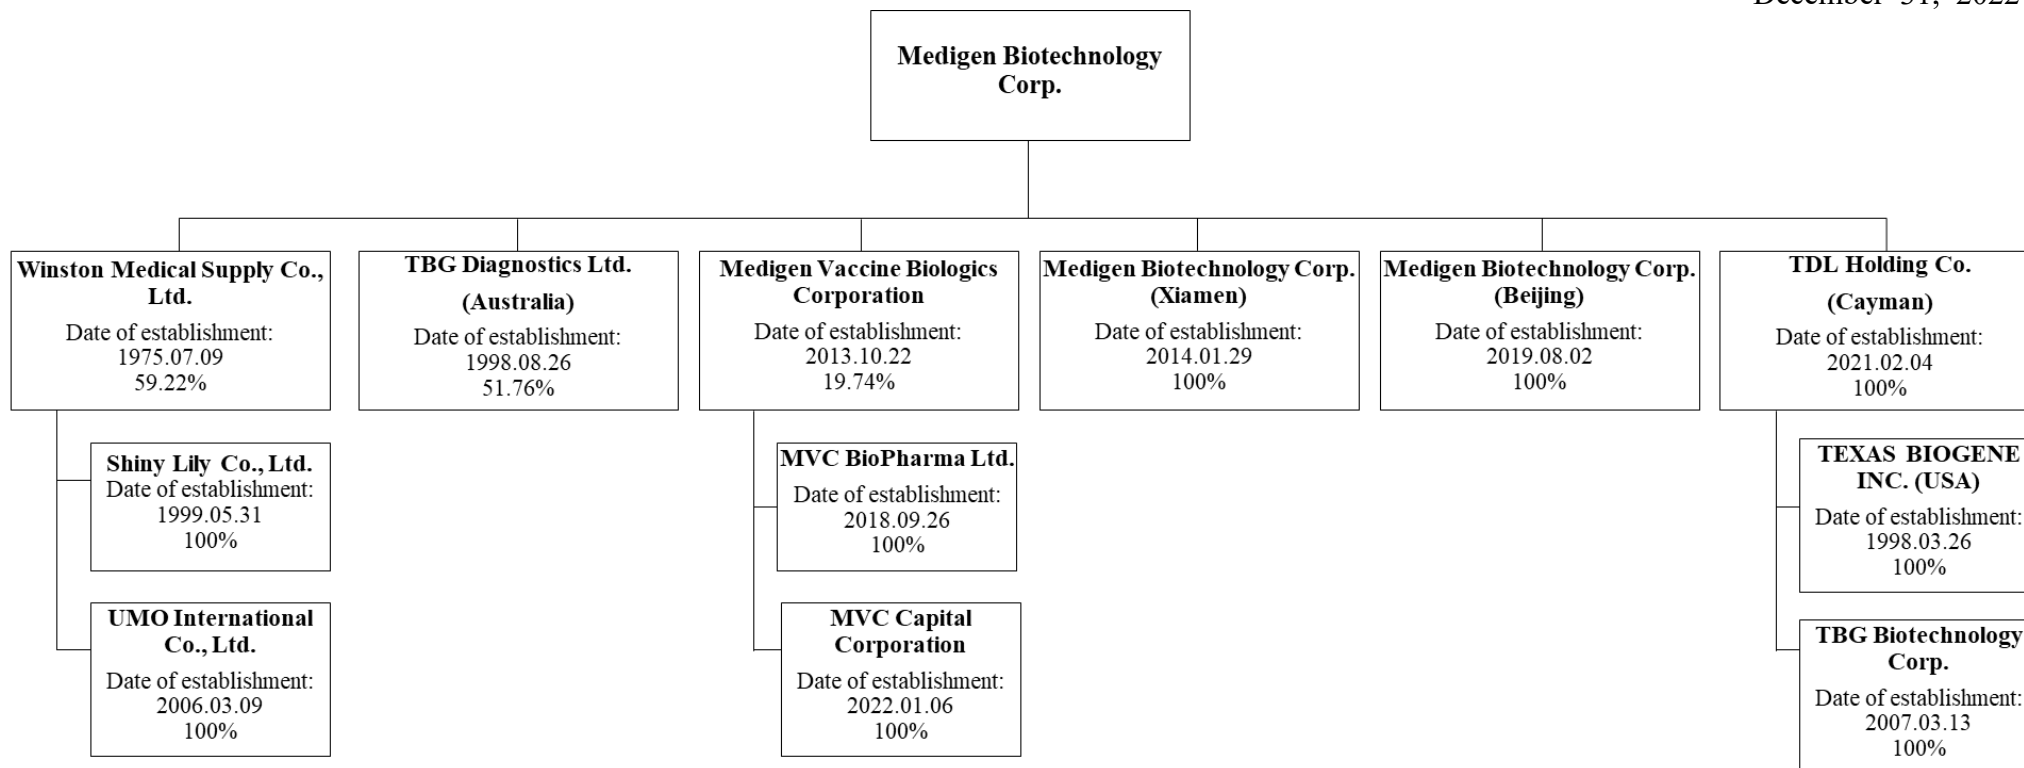 December 31, 2022
Medigen Biotechnology
Corp.
Winston Medical Supply Co.,
Ltd.
Date of establishment:
1975.07.09
59.22%
TBG Diagnostics Ltd.
(Australia)
Date of establishment:
1998.08.26
51.76%
Medigen Vaccine Biologics
Corporation
Date of establishment:
2013.10.22
19.74%
Medigen Biotechnology Corp.
(Xiamen)
Date of establishment:
2014.01.29
100%
Medigen Biotechnology Corp.
(Beijing)
Date of establishment:
2019.08.02
100%
TDL Holding Co.
(Cayman)
Date of establishment:
2021.02.04
100%
Shiny Lily Co., Ltd.
Date of establishment:
1999.05.31
100%
UMO International
Co., Ltd.
Date of establishment:
2006.03.09
100%
MVC BioPharma Ltd.
Date of establishment:
2018.09.26
100%
MVC Capital
Corporation
Date of establishment:
2022.01.06
100%
TEXAS BIOGENE
INC. (USA)
Date of establishment:
1998.03.26
100%
TBG Biotechnology
Corp.
Date of establishment:
2007.03.13
100%